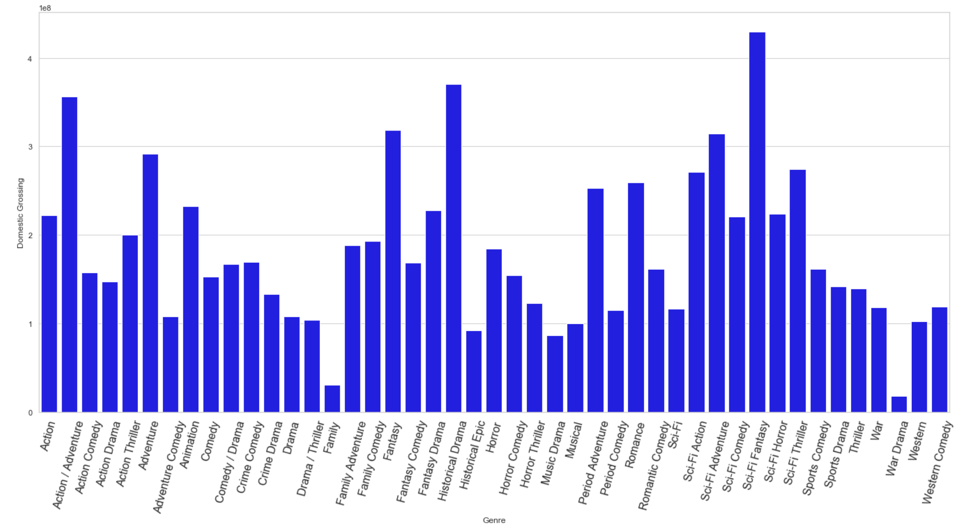 1e8
4
3
2
1
0
Domestic Grossing
Action
Action / Adventure
Action Comedy
Action Drama
Action Thriller
Adventure
Adventure Comedy
Animation
Comedy
Comedy / Drama
Crime Comedy
Crime Drama
Drama
Drama / Thriller
Family
Family Adventure
Family Comedy
Fantasy
Fantasy Comedy
Fantasy Drama
Historical Drama
Historical Epic
Horror
Horror Comedy
Horror Thriller
Music Drama
Musical
Period Adventure
Period Comedy
Romance
Romantic Comedy
Sci-Fi
Sci-Fi Action
Sci-Fi Adventure
Sci-Fi Comedy
Sci-Fi Fantasy
Sci-Fi Horror
Sci-Fi Thriller
Sports Comedy
Sports Drama
Thriller
War
War Drama
Western
Western Comedy
Genre